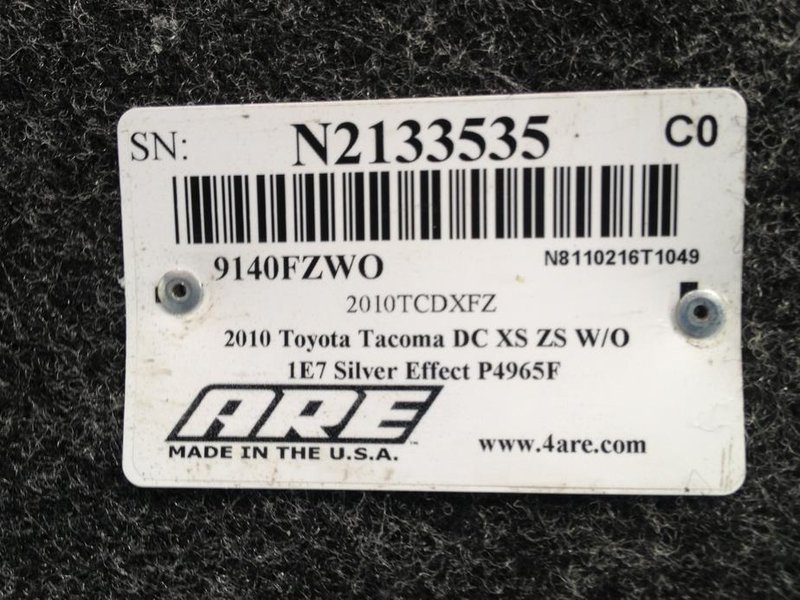 SN: N2133535 C0
9140FZWO N8110216T1049
2010TCDXFZ
2010 Toyota Tacoma DC XS ZS W/O
1E7 Silver Effect P4965F
ARE™
MADE IN THE U.S.A.
www.4are.com